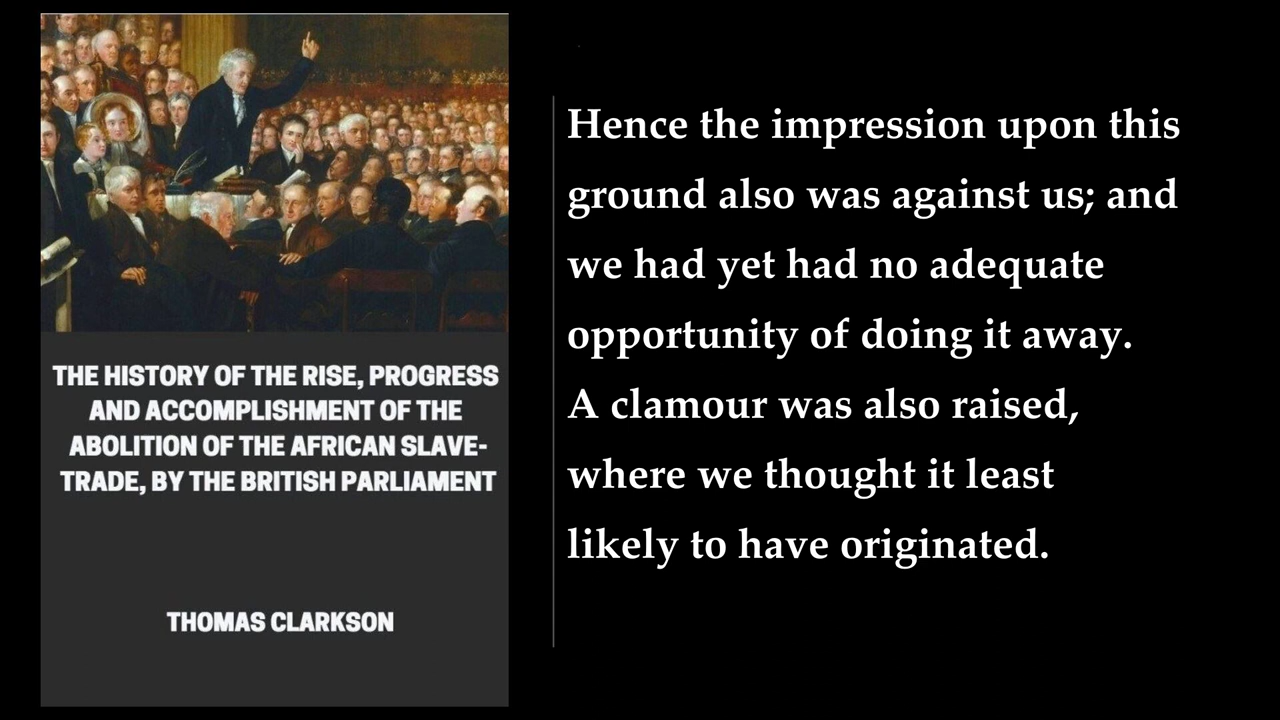 THE HISTORY OF THE RISE, PROGRESS
AND ACCOMPLISHMENT OF THE
ABOLITION OF THE AFRICAN SLAVE-
TRADE, BY THE BRITISH PARLIAMENT
THOMAS CLARKSON
Hence the impression upon this
ground also was against us; and
we had yet had no adequate
opportunity of doing it away.
A clamour was also raised,
where we thought it least
likely to have originated.